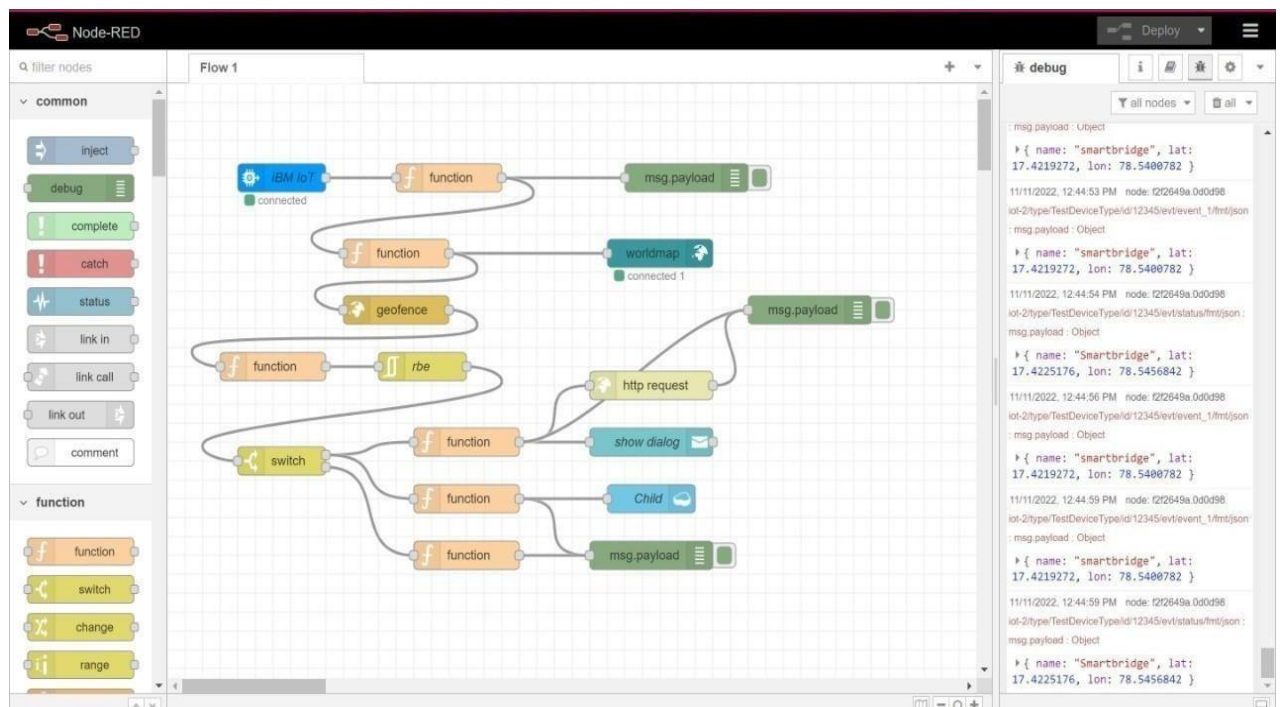 Node-RED
Deploy
filter nodes
Flow 1
debug
i
all nodes
all
common
inject
debug
complete
catch
status
link in
link call
link out
comment
function
function
switch
change
range
IBM IoT
connected
function
msg.payload
function
worldmap
connected 1
geofence
msg.payload
function
rbe
http request
switch
function
show dialog
function
Child
function
msg.payload
: msg.payload : Object
{ name: "smartbridge", lat:
17.4219272, lon: 78.5400782 }
11/11/2022, 12:44:53 PM node: f2f2649a.0d0d98
iot-2/type/TestDeviceType/id/12345/evt/event_1/fmt/json
: msg.payload : Object
{ name: "smartbridge", lat:
17.4219272, lon: 78.5400782 }
11/11/2022, 12:44:54 PM node: f2f2649a.0d0d98
iot-2/type/TestDeviceType/id/12345/evt/status/fmt/json :
msg.payload : Object
{ name: "Smartbridge", lat:
17.4225176, lon: 78.5456842 }
11/11/2022, 12:44:56 PM node: f2f2649a.0d0d98
iot-2/type/TestDeviceType/id/12345/evt/event_1/fmt/json
: msg.payload : Object
{ name: "smartbridge", lat:
17.4219272, lon: 78.5400782 }
11/11/2022, 12:44:59 PM node: f2f2649a.0d0d98
iot-2/type/TestDeviceType/id/12345/evt/event_1/fmt/json
: msg.payload : Object
{ name: "smartbridge", lat:
17.4219272, lon: 78.5400782 }
11/11/2022, 12:44:59 PM node: f2f2649a.0d0d98
iot-2/type/TestDeviceType/id/12345/evt/status/fmt/json :
msg.payload : Object
{ name: "Smartbridge", lat:
17.4225176, lon: 78.5456842 }